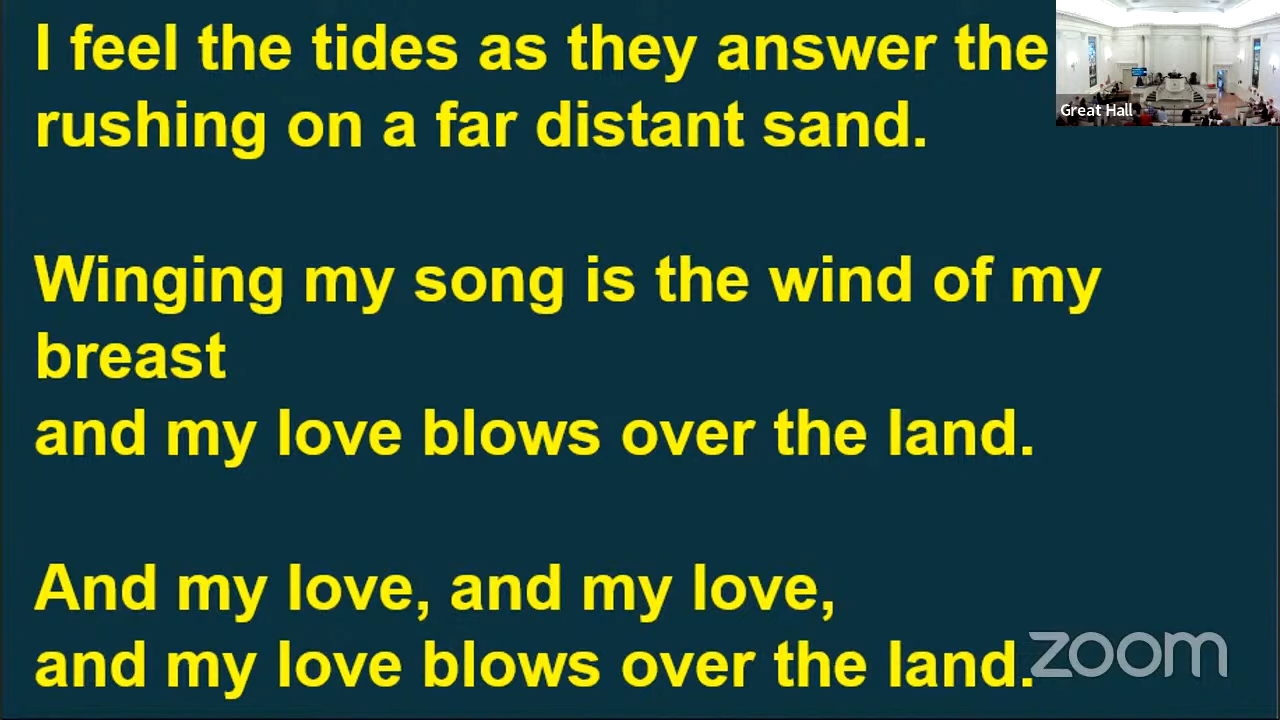 I feel the tides as they answer the
rushing on a far distant sand.
Winging my song is the wind of my
breast
and my love blows over the land.
And my love, and my love,
and my love blows over the land.
Great Hall
zoom